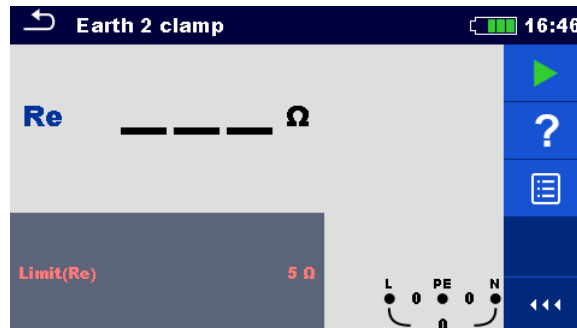 Earth 2 clamp 16:46
Re _ _ _ Ω
?
Limit(Re) 5 Ω
L PE N
0 0
0